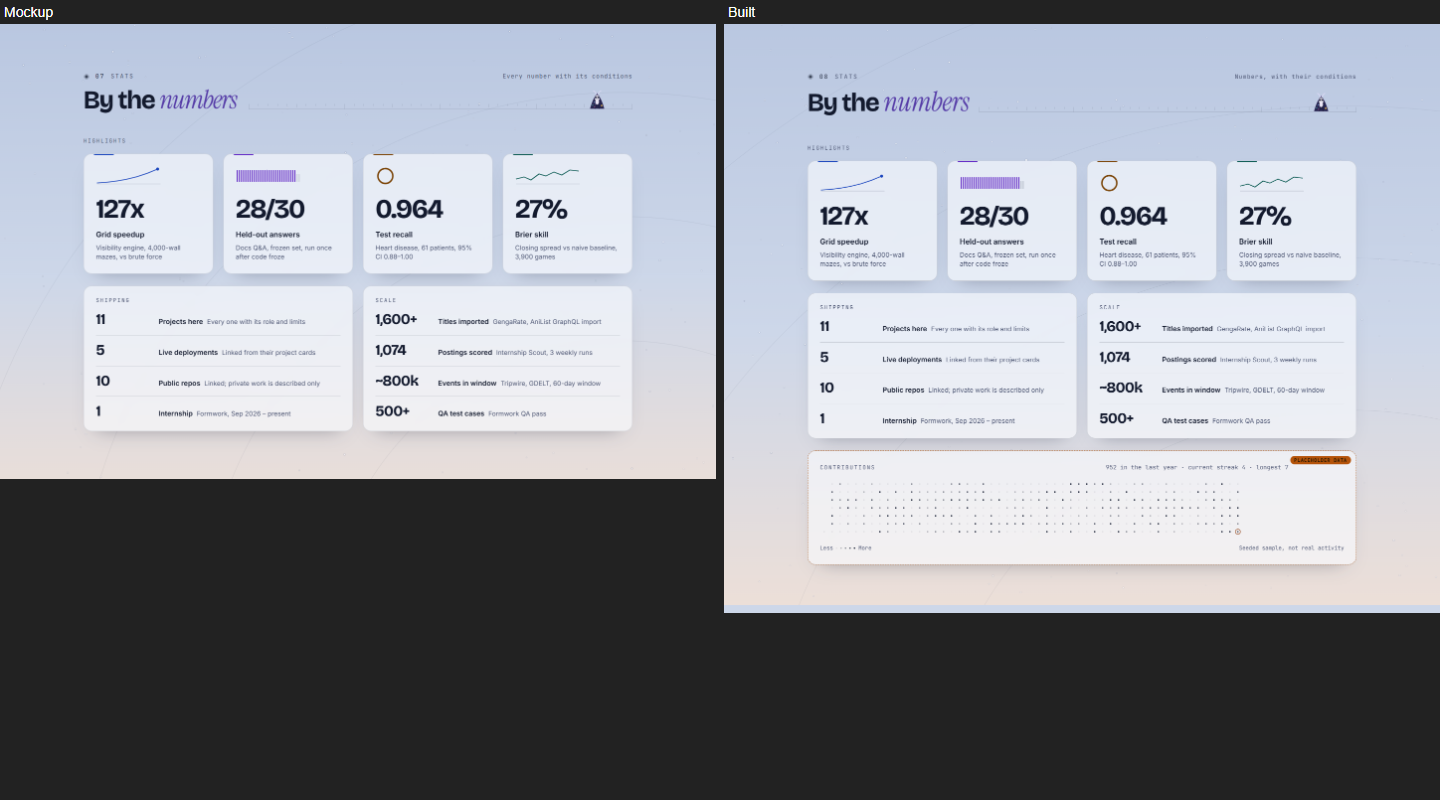 Mockup
07 STATS
Every number with its conditions
By the numbers
HIGHLIGHTS
127x
Grid speedup
Visibility engine, 4,000-wall
mazes, vs brute force
28/30
Held-out answers
Docs Q&A, frozen set, run once
after code froze
0.964
Test recall
Heart disease, 61 patients, 95%
CI 0.88-1.00
27%
Brier skill
Closing spread vs naive baseline,
3,900 games
SHIPPING
11 Projects here Every one with its role and limits
5 Live deployments Linked from their project cards
10 Public repos Linked; private work is described only
1 Internship Formwork, Sep 2026 – present
SCALE
1,600+ Titles imported GengaRate, AniList GraphQL import
1,074 Postings scored Internship Scout, 3 weekly runs
~800k Events in window Tripwire, GDELT, 60-day window
500+ QA test cases Formwork QA pass
Built
08 STATS
Numbers, with their conditions
By the numbers
HIGHLIGHTS
127x
Grid speedup
Visibility engine, 4,000-wall
mazes, vs brute force
28/30
Held-out answers
Docs Q&A, frozen set, run once
after code froze
0.964
Test recall
Heart disease, 61 patients, 95%
CI 0.88-1.00
27%
Brier skill
Closing spread vs naive baseline,
3,900 games
SHIPPING
11 Projects here Every one with its role and limits
5 Live deployments Linked from their project cards
10 Public repos Linked; private work is described only
1 Internship Formwork, Sep 2026 – present
SCALE
1,600+ Titles imported GengaRate, AniList GraphQL import
1,074 Postings scored Internship Scout, 3 weekly runs
~800k Events in window Tripwire, GDELT, 60-day window
500+ QA test cases Formwork QA pass
PLACEHOLDER DATA
CONTRIBUTIONS
952 in the last year - current streak 4 - longest 7
Less More
Seeded sample, not real activity